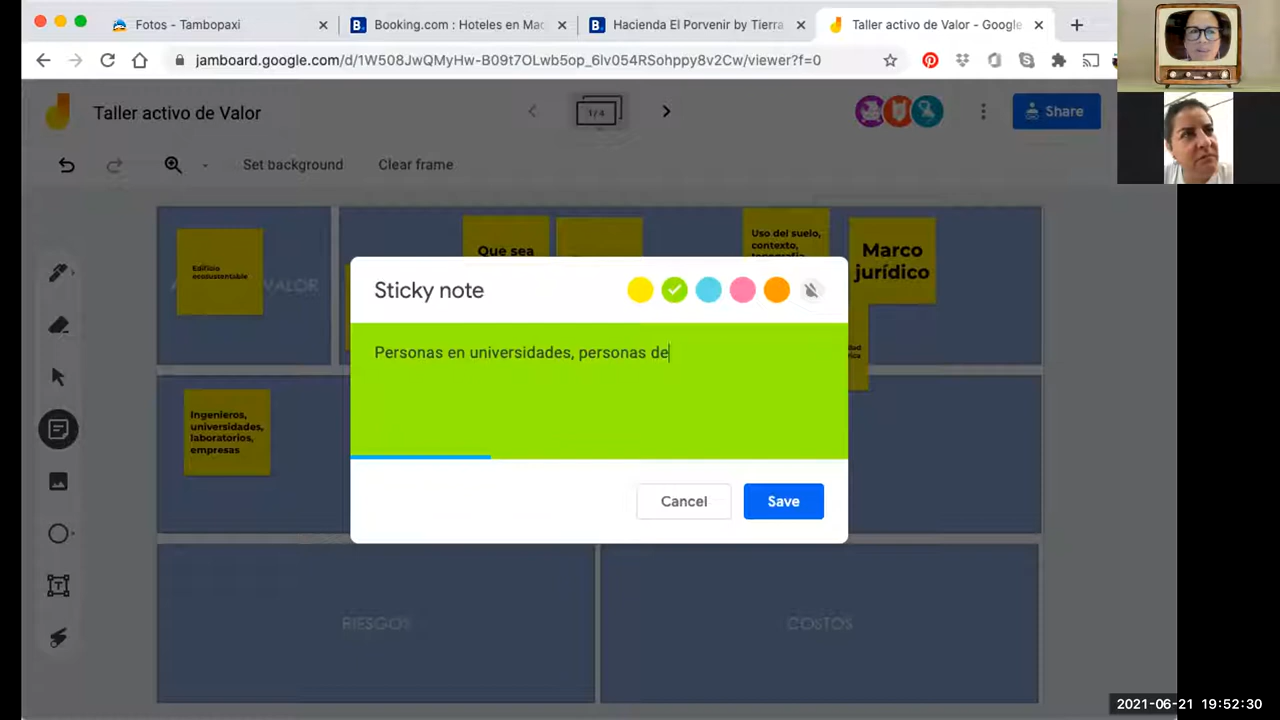 Fotos - Tambopaxi
Booking.com : Hoteles en Mac
Hacienda El Porvenir by Tierra
Taller activo de Valor - Google
jamboard.google.com/d/1W508JwQMyHw-B09t7OLwb5op_6lv054RSohppy8v2Cw/viewer?f=0
Taller activo de Valor
1/4
Share
Set background
Clear frame
Edificio
ecosustentable
VALOR
Que sea
Uso del suelo,
contexto,
Marco
jurídico
Sticky note
Personas en universidades, personas de
Ingenieros,
universidades,
laboratorios,
empresas
Cancel
Save
RIESGOS
COSTOS
2021-06-21 19:52:30